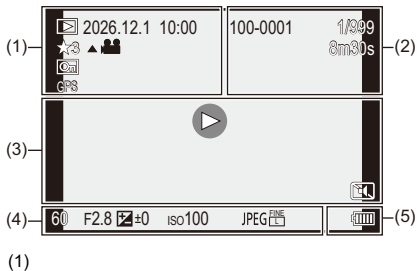 2026.12.1 10:00 100-0001 1/999
(1) 3 8m30s (2)
GPS
(3)
(4) 60 F2.8 ±0 ISO100 JPEG FINE L (5)
(1)